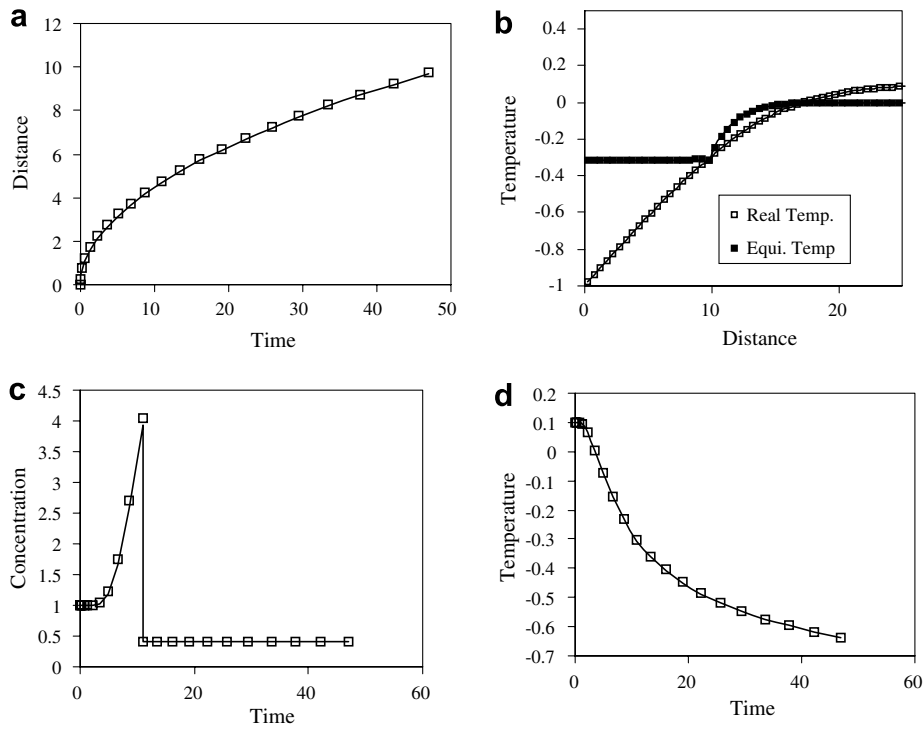 a
12
10
8
6
4
2
0
0 10 20 30 40 50
Distance
Time
b
0.4
0.2
0
-0.2
-0.4
-0.6
-0.8
-1
0 10 20
Temperature
Distance
Real Temp.
Equi. Temp
c
4.5
4
3.5
3
2.5
2
1.5
1
0.5
0
0 20 40 60
Concentration
Time
d
0.2
0.1
0
-0.1
-0.2
-0.3
-0.4
-0.5
-0.6
-0.7
0 20 40 60
Temperature
Time